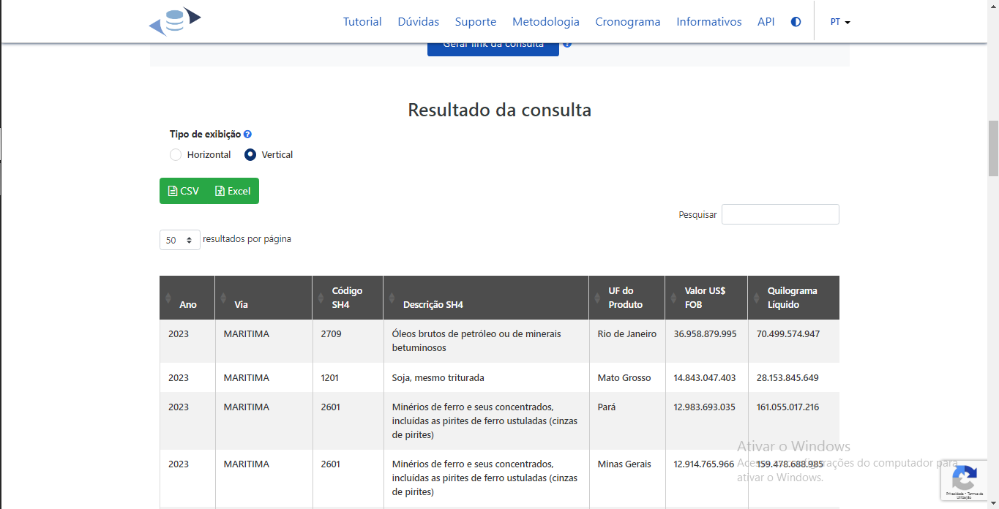 Tutorial Dúvidas Suporte Metodologia Cronograma Informativos API PT
Gerar link da consulta ?
Resultado da consulta
Tipo de exibição ?
Horizontal Vertical
CSV Excel
Pesquisar
50 resultados por página
Ano Via Código SH4 Descrição SH4 UF do Produto Valor US$ FOB Quilograma Líquido
2023 MARITIMA 2709 Óleos brutos de petróleo ou de minerais Rio de Janeiro 36.958.879.995 70.499.574.947
betuminosos
2023 MARITIMA 1201 Soja, mesmo triturada Mato Grosso 14.843.047.403 28.153.845.649
2023 MARITIMA 2601 Minérios de ferro e seus concentrados, Pará 12.983.693.035 161.055.017.216
incluídas as pirites de ferro ustuladas (cinzas
de pirites)
Ativar o Windows
2023 MARITIMA 2601 Minérios de ferro e seus concentrados, Minas Gerais 12.914.765.966 159.478.688.985
Acesse as configurações do computador para
incluídas as pirites de ferro ustuladas (cinzas
ativar o Windows.
de pirites)
Privacidade - Termos de
utilização